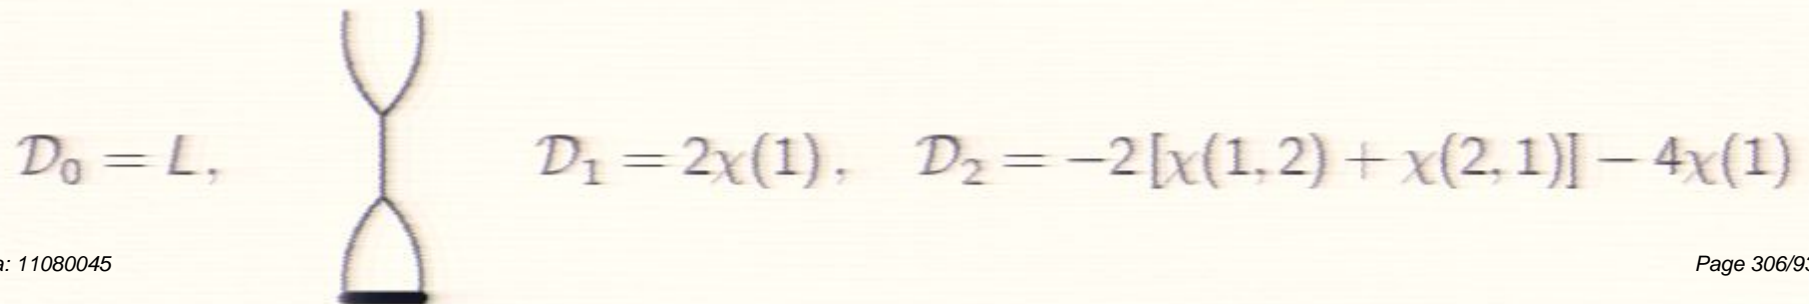 𝒟₀ = L, 𝒟₁ = 2χ(1), 𝒟₂ = −2[χ(1,2) + χ(2,1)] − 4χ(1)
a: 11080045
Page 306/93